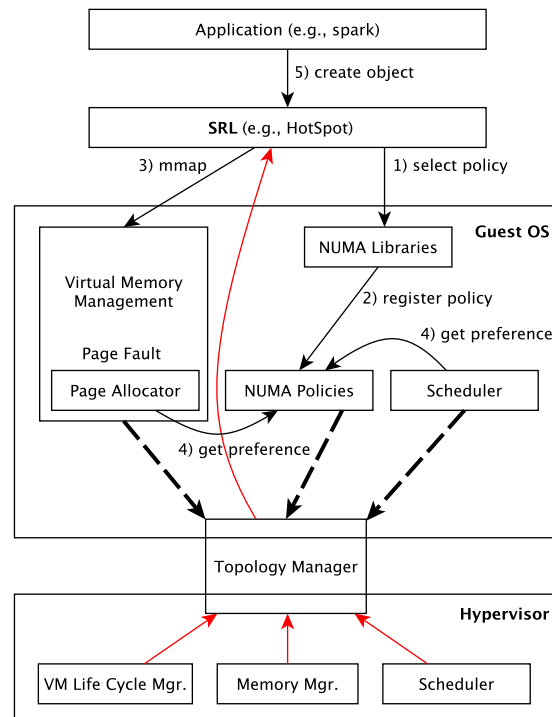 Application (e.g., spark)
5) create object
SRL (e.g., HotSpot)
3) mmap
1) select policy
Guest OS
NUMA Libraries
Virtual Memory
Management
2) register policy
4) get preference
Page Fault
Page Allocator
NUMA Policies
Scheduler
4) get preference
Topology Manager
Hypervisor
VM Life Cycle Mgr.
Memory Mgr.
Scheduler